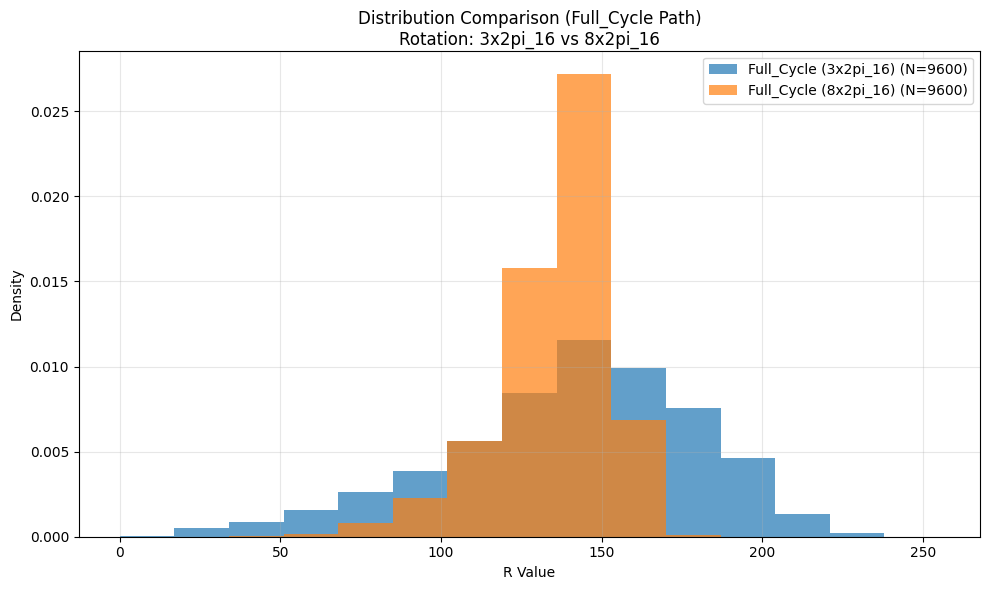 Distribution Comparison (Full_Cycle Path)
Rotation: 3x2pi_16 vs 8x2pi_16
Full_Cycle (3x2pi_16) (N=9600)
Full_Cycle (8x2pi_16) (N=9600)
0.025
0.020
0.015
0.010
0.005
0.000
Density
0 50 100 150 200 250
R Value